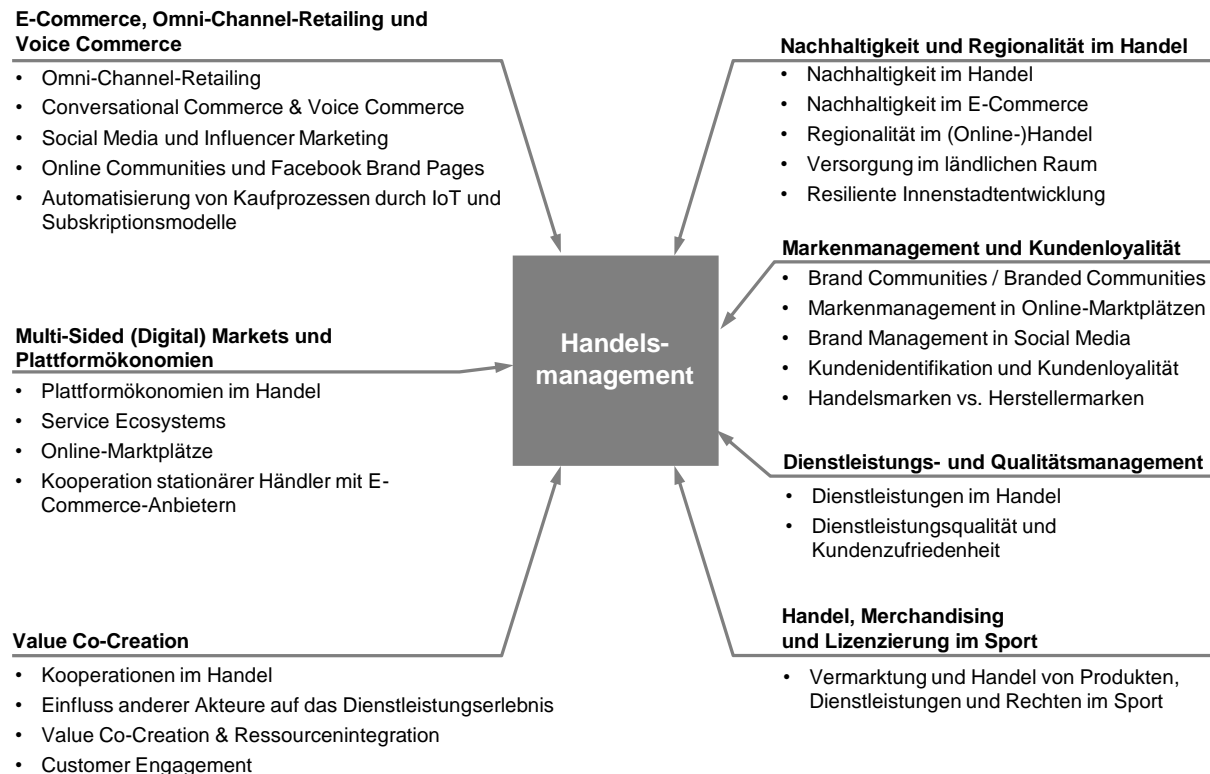 E-Commerce, Omni-Channel-Retailing und
Voice Commerce
• Omni-Channel-Retailing
• Conversational Commerce & Voice Commerce
• Social Media und Influencer Marketing
• Online Communities und Facebook Brand Pages
• Automatisierung von Kaufprozessen durch IoT und
Subskriptionsmodelle
Multi-Sided (Digital) Markets und
Plattformökonomien
• Plattformökonomien im Handel
• Service Ecosystems
• Online-Marktplätze
• Kooperation stationärer Händler mit E-
Commerce-Anbietern
Value Co-Creation
• Kooperationen im Handel
• Einfluss anderer Akteure auf das Dienstleistungserlebnis
• Value Co-Creation & Ressourcenintegration
• Customer Engagement
Handels-
management
Nachhaltigkeit und Regionalität im Handel
• Nachhaltigkeit im Handel
• Nachhaltigkeit im E-Commerce
• Regionalität im (Online-)Handel
• Versorgung im ländlichen Raum
• Resiliente Innenstadtentwicklung
Markenmanagement und Kundenloyalität
• Brand Communities / Branded Communities
• Markenmanagement in Online-Marktplätzen
• Brand Management in Social Media
• Kundenidentifikation und Kundenloyalität
• Handelsmarken vs. Herstellermarken
Dienstleistungs- und Qualitätsmanagement
• Dienstleistungen im Handel
• Dienstleistungsqualität und
Kundenzufriedenheit
Handel, Merchandising
und Lizenzierung im Sport
• Vermarktung und Handel von Produkten,
Dienstleistungen und Rechten im Sport